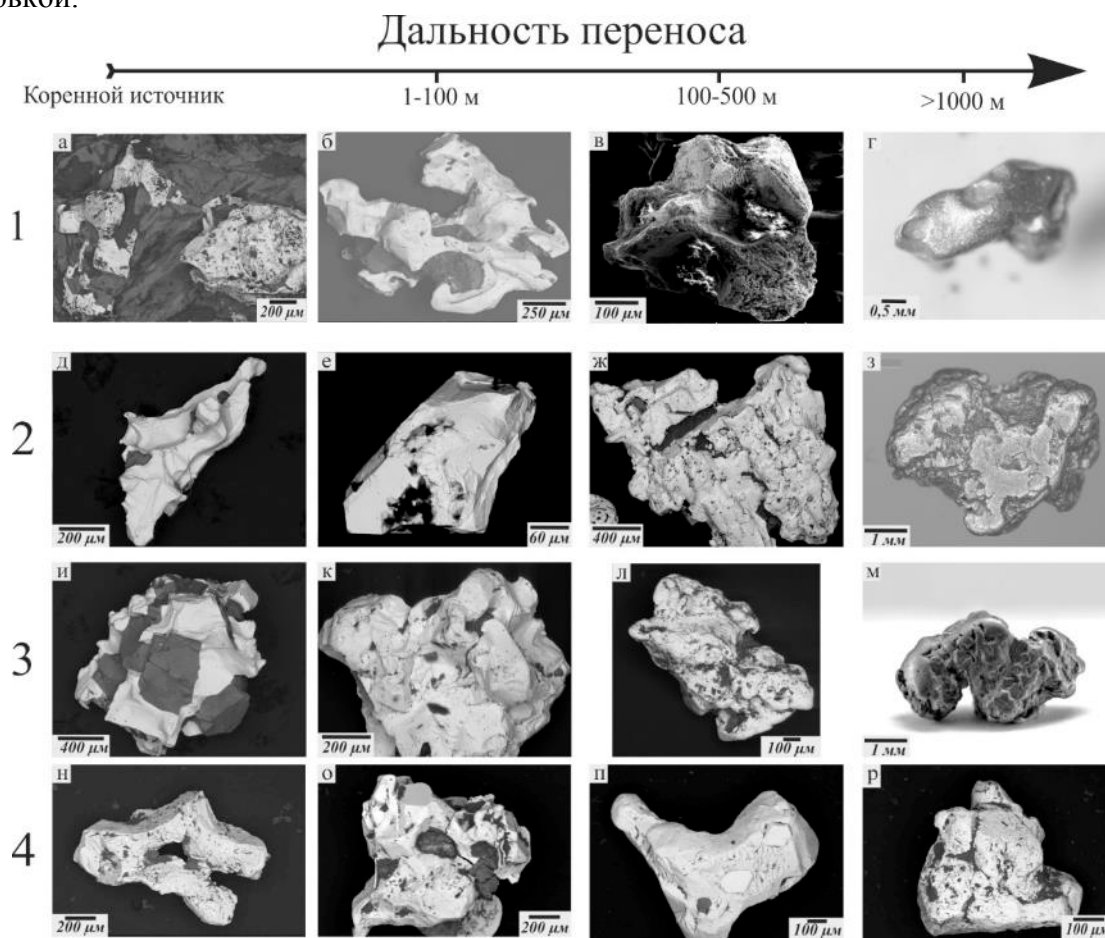 Дальность переноса
Коренной источник 1-100 м 100-500 м >1000 м
а б в г
1
200 μm 250 μm 100 μm 0,5 мм
д е ж з
2
200 μm 60 μm 400 μm 1 мм
и к л м
3
400 μm 200 μm 100 μm 1 мм
н о п р
4
200 μm 200 μm 100 μm 100 μm